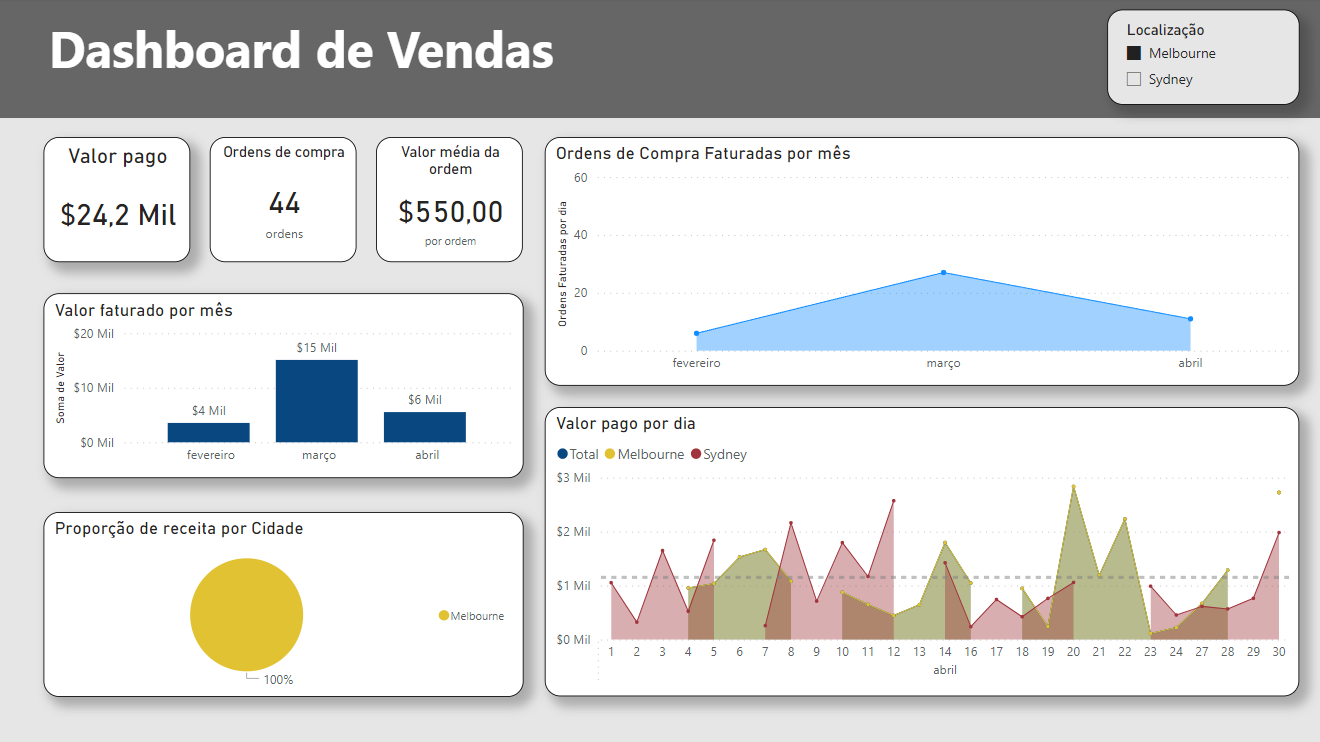 Dashboard de Vendas
Localização
Melbourne
Sydney
Valor pago
$24,2 Mil
Ordens de compra
44
ordens
Valor média da
ordem
$550,00
por ordem
Ordens de Compra Faturadas por mês
Ordens Faturadas por dia
60
40
20
0
fevereiro março abril
Valor faturado por mês
Soma de Valor
$20 Mil
$10 Mil
$0 Mil
$4 Mil
$15 Mil
$6 Mil
fevereiro março abril
Valor pago por dia
Total Melbourne Sydney
$3 Mil
$2 Mil
$1 Mil
$0 Mil
1 2 3 4 5 6 7 8 9 10 11 12 13 14 16 17 18 19 20 21 22 23 24 27 28 29 30
abril
Proporção de receita por Cidade
Melbourne
100%